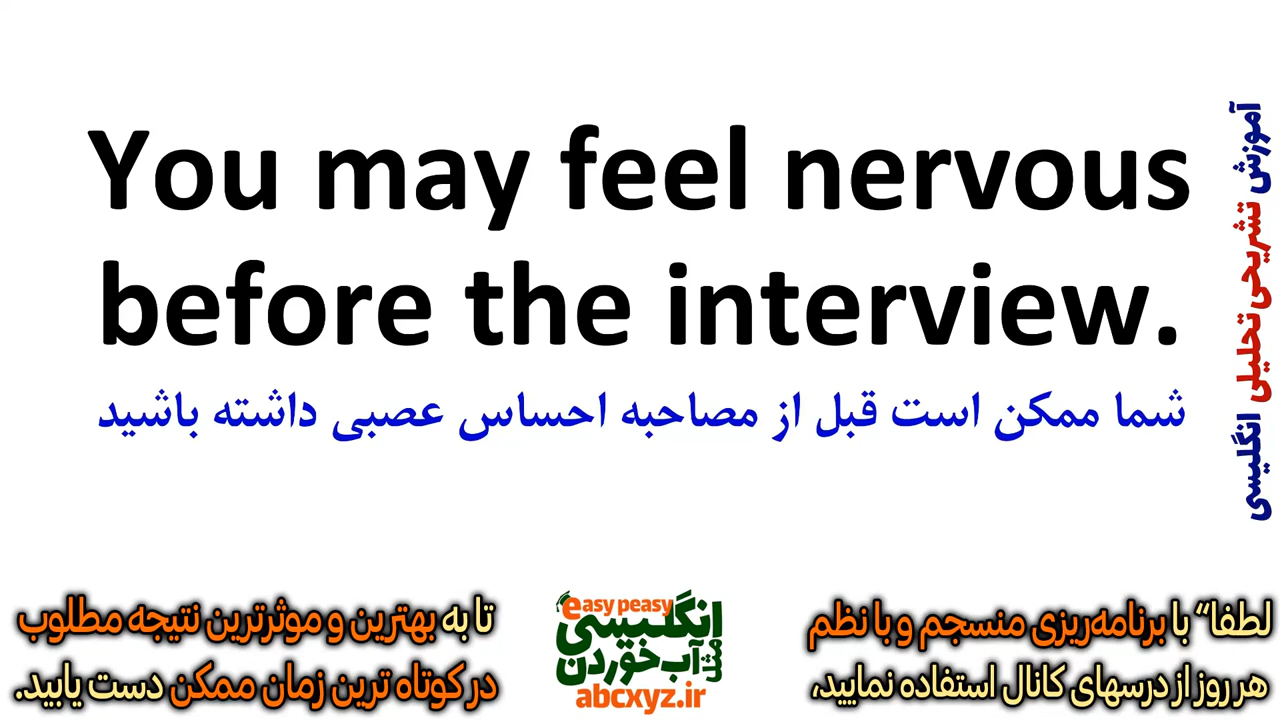 You may feel nervous
before the interview.
شما ممکن است قبل از مصاحبه احساس عصبی داشته باشید
آموزش تشریحی تحلیلی انگلیسی
لطفا“ با برنامه‌ریزی منسجم و با نظم
هر روز از درسهای کانال استفاده نمایید،
easy peasy
انگلیسی
مثل
آب خوردن
abcxyz.ir
تا به بهترین و موثرترین نتیجه مطلوب
در کوتاه ترین زمان ممکن دست یابید.